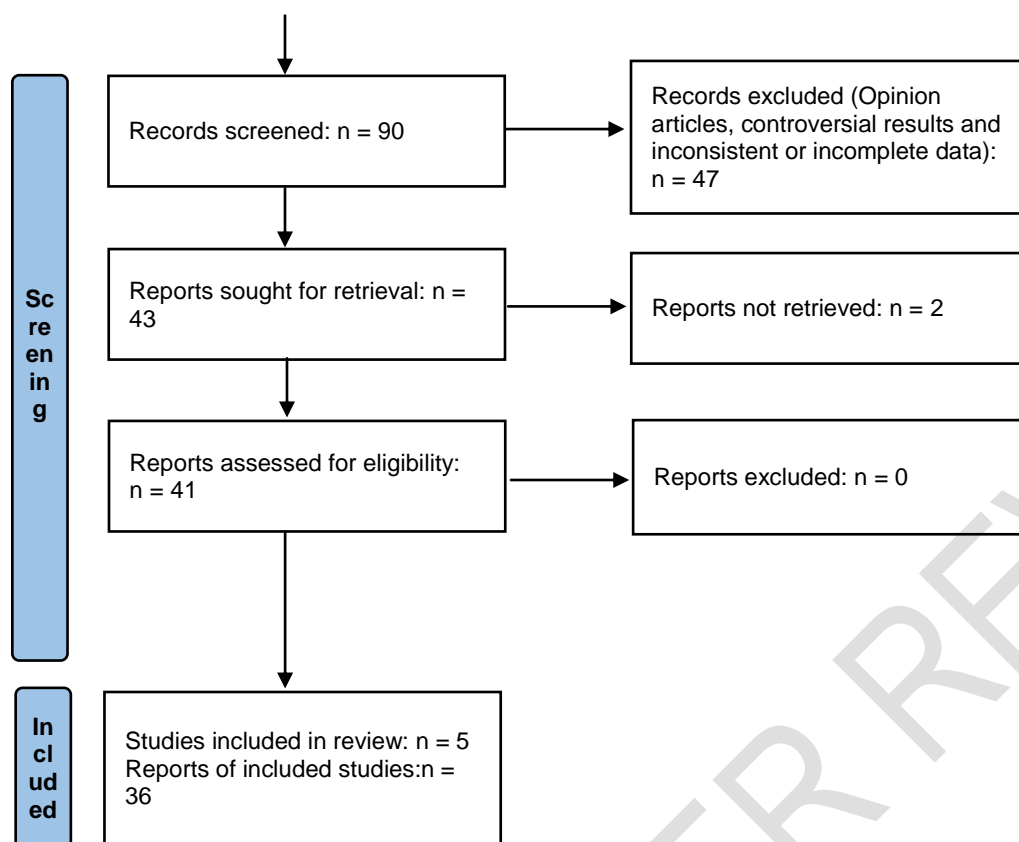 Records screened: n = 90
Records excluded (Opinion
articles, controversial results and
inconsistent or incomplete data):
n = 47
Reports sought for retrieval: n =
43
Reports not retrieved: n = 2
Sc
re
en
in
g
Reports assessed for eligibility:
n = 41
Reports excluded: n = 0
In
cl
ud
ed
Studies included in review: n = 5
Reports of included studies:n =
36